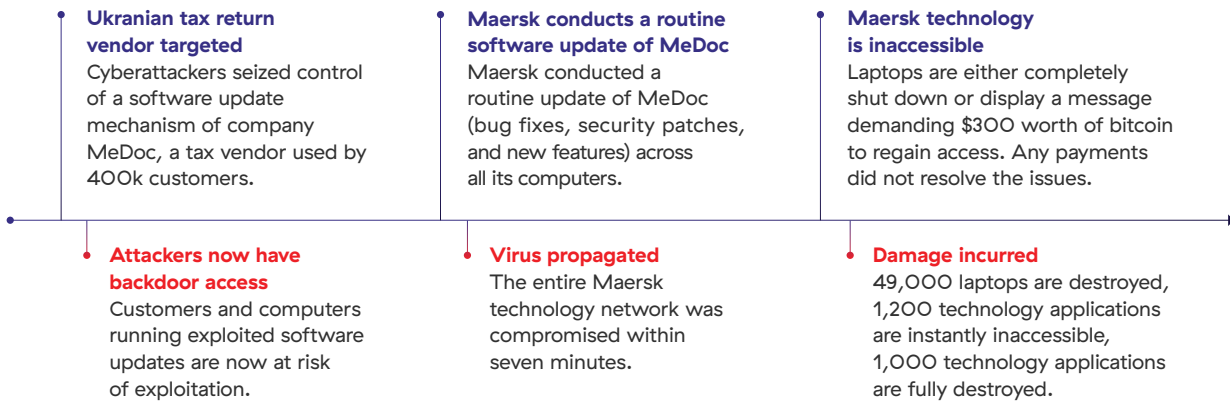 Ukranian tax return
vendor targeted
Cyberattackers seized control
of a software update
mechanism of company
MeDoc, a tax vendor used by
400k customers.
Maersk conducts a routine
software update of MeDoc
Maersk conducted a
routine update of MeDoc
(bug fixes, security patches,
and new features) across
all its computers.
Maersk technology
is inaccessible
Laptops are either completely
shut down or display a message
demanding $300 worth of bitcoin
to regain access. Any payments
did not resolve the issues.
Attackers now have
backdoor access
Customers and computers
running exploited software
updates are now at risk
of exploitation.
Virus propagated
The entire Maersk
technology network was
compromised within
seven minutes.
Damage incurred
49,000 laptops are destroyed,
1,200 technology applications
are instantly inaccessible,
1,000 technology applications
are fully destroyed.